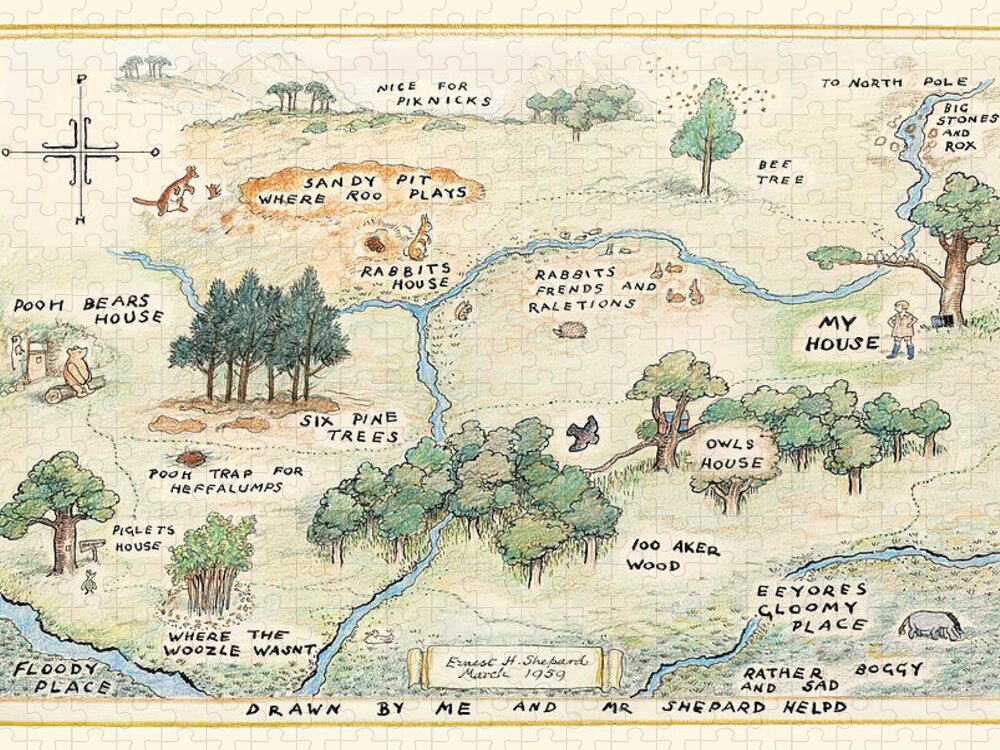 P
O
O
H
NICE FOR
PIKNICKS
TO NORTH POLE
BIG
STONES
AND
ROX
BEE
TREE
SANDY PIT
WHERE ROO PLAYS
RABBITS
HOUSE
RABBITS
FRENDS AND
RALETIONS
POOH BEARS
HOUSE
MY
HOUSE
SIX PINE
TREES
OWLS
HOUSE
POOH TRAP FOR
HEFFALUMPS
PIGLETS
HOUSE
100 AKER
WOOD
EEYORES
GLOOMY
PLACE
WHERE THE
WOOZLE WASNT
FLOODY
PLACE
Ernest H. Shepard
March 1959
RATHER BOGGY
AND SAD
DRAWN BY ME AND MR SHEPARD HELPD